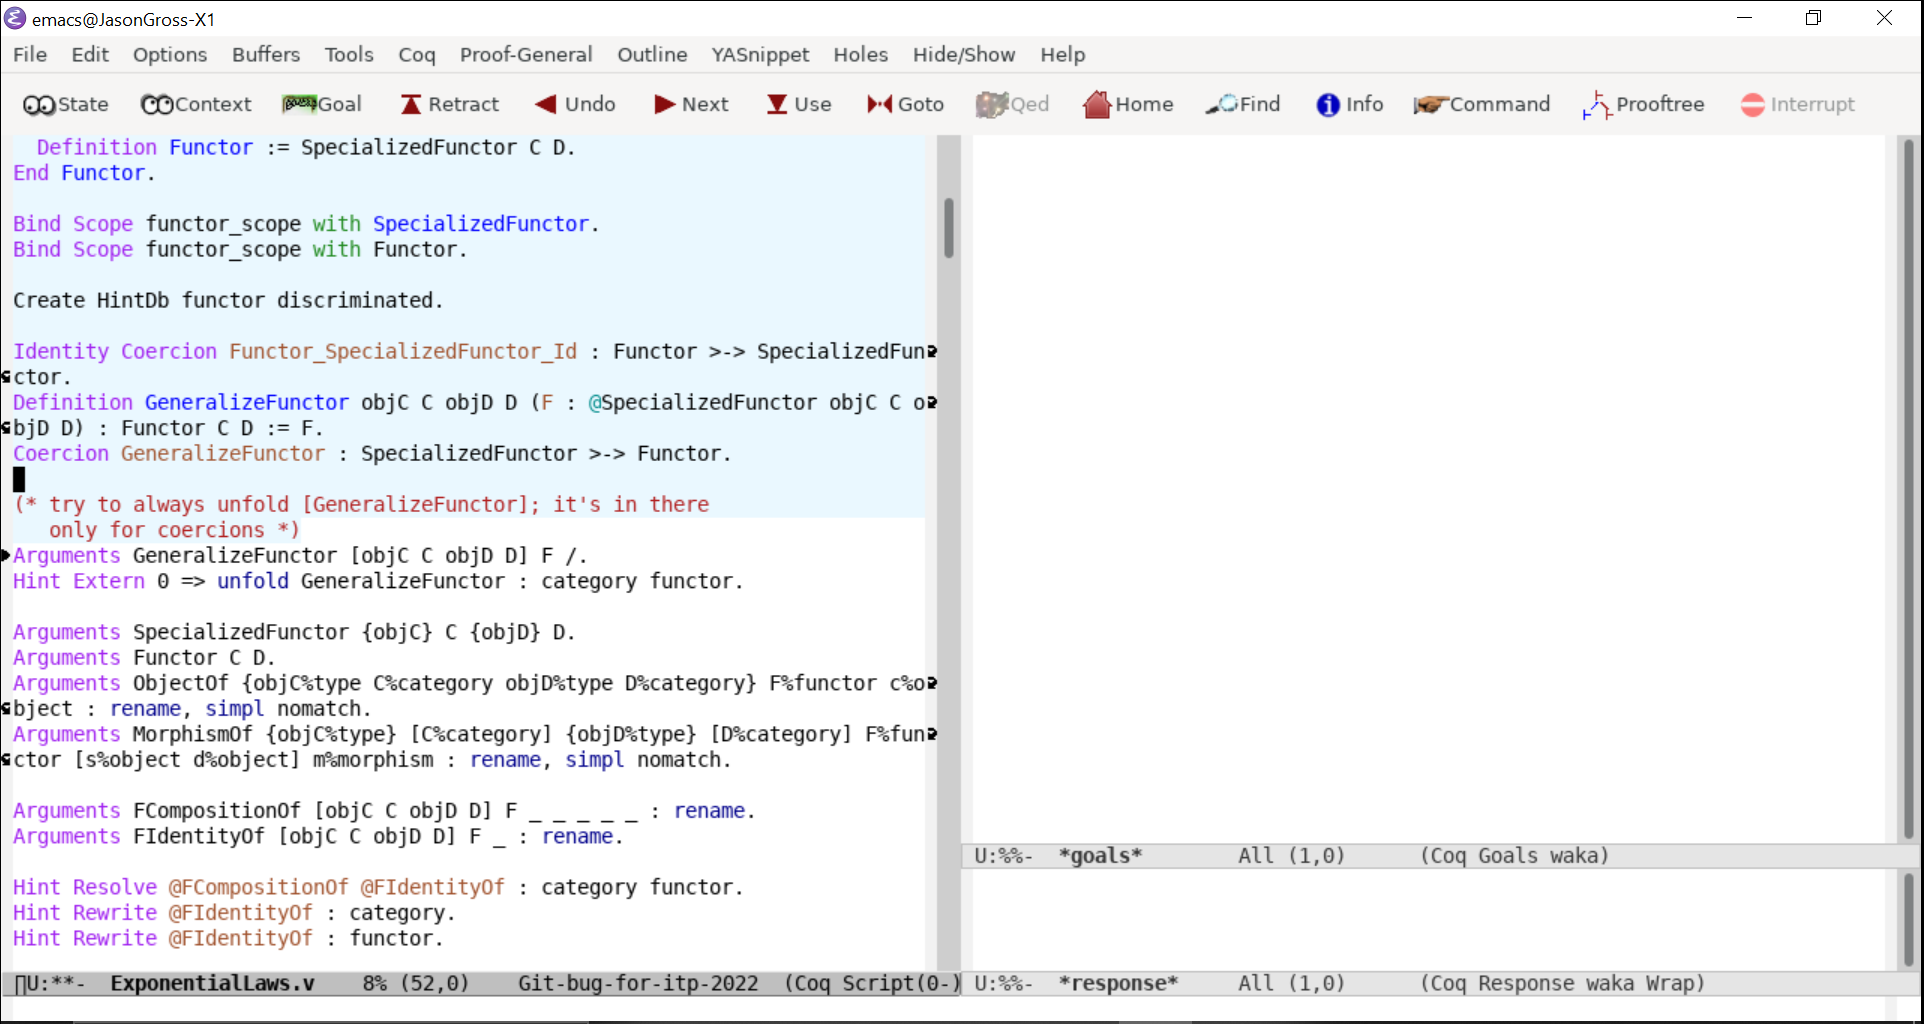 emacs@JasonGross-X1
File Edit Options Buffers Tools Coq Proof-General Outline YASnippet Holes Hide/Show Help
State Context Goal Retract Undo Next Use Goto Qed Home Find Info Command Prooftree Interrupt
  Definition Functor := SpecializedFunctor C D.
End Functor.
Bind Scope functor_scope with SpecializedFunctor.
Bind Scope functor_scope with Functor.
Create HintDb functor discriminated.
Identity Coercion Functor_SpecializedFunctor_Id : Functor >-> SpecializedFun
ctor.
Definition GeneralizeFunctor objC C objD D (F : @SpecializedFunctor objC C o
bjD D) : Functor C D := F.
Coercion GeneralizeFunctor : SpecializedFunctor >-> Functor.
(* try to always unfold [GeneralizeFunctor]; it's in there
   only for coercions *)
Arguments GeneralizeFunctor [objC C objD D] F /.
Hint Extern 0 => unfold GeneralizeFunctor : category functor.
Arguments SpecializedFunctor {objC} C {objD} D.
Arguments Functor C D.
Arguments ObjectOf {objC%type C%category objD%type D%category} F%functor c%o
bject : rename, simpl nomatch.
Arguments MorphismOf {objC%type} [C%category] {objD%type} [D%category] F%fun
ctor [s%object d%object] m%morphism : rename, simpl nomatch.
Arguments FCompositionOf [objC C objD D] F _ _ _ _ _ : rename.
Arguments FIdentityOf [objC C objD D] F _ : rename.
Hint Resolve @FCompositionOf @FIdentityOf : category functor.
Hint Rewrite @FIdentityOf : category.
Hint Rewrite @FIdentityOf : functor.
U:**-  ExponentialLaws.v    8% (52,0)    Git-bug-for-itp-2022  (Coq Script(0-)
U:%%-  *goals*        All (1,0)      (Coq Goals waka)
U:%%-  *response*     All (1,0)      (Coq Response waka Wrap)